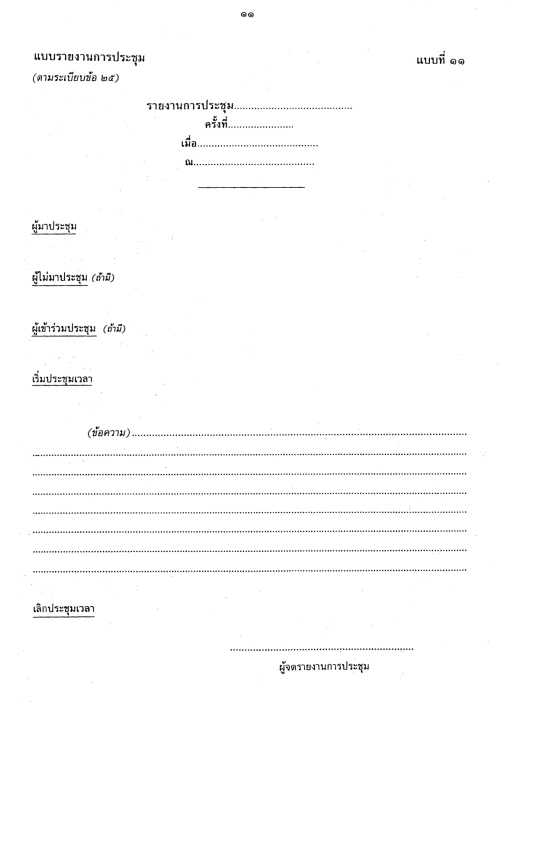 ๑๑
แบบรายงานการประชุม แบบที่ ๑๑
(ตามระเบียบข้อ ๒๕)
รายงานการประชุม.........................................
ครั้งที่.......................
เมื่อ..........................................
ณ..........................................
ผู้มาประชุม
ผู้ไม่มาประชุม (ถ้ามี)
ผู้เข้าร่วมประชุม (ถ้ามี)
เริ่มประชุมเวลา
(ข้อความ)....................................................................................................................
เลิกประชุมเวลา
ผู้จดรายงานการประชุม